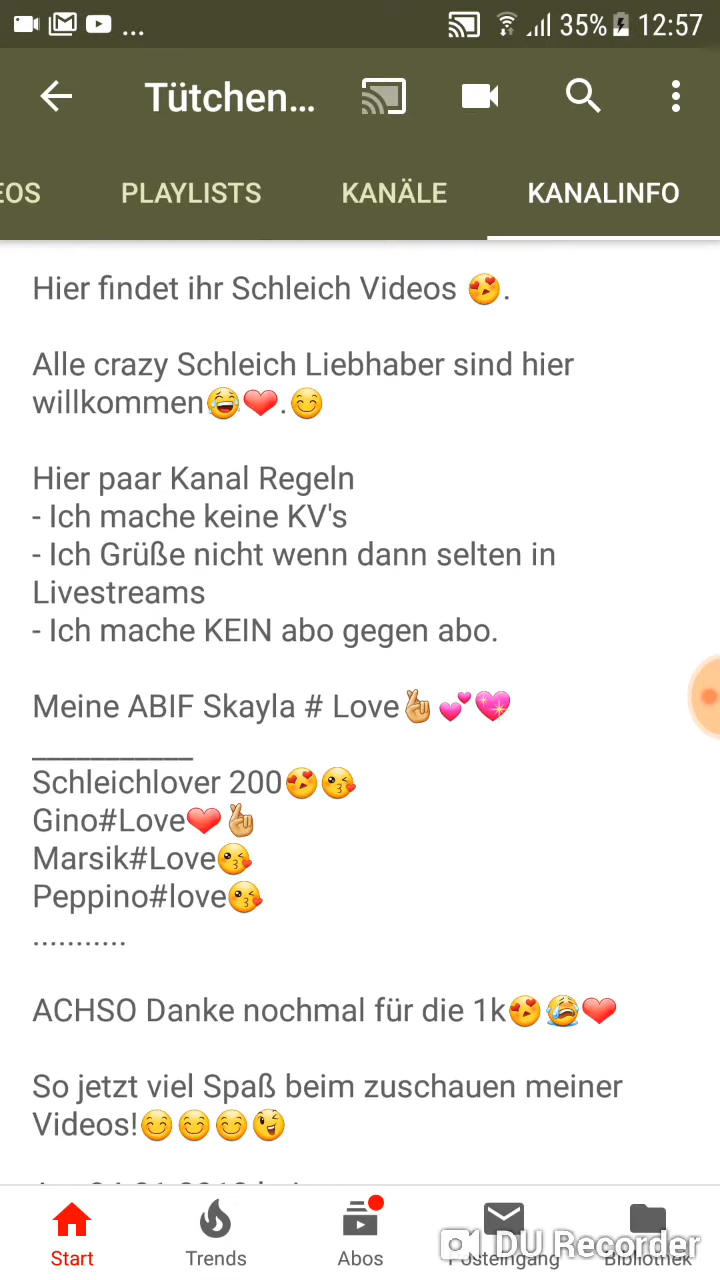 ... 35% 12:57
Tütchen...
EOS PLAYLISTS KANÄLE KANALINFO
Hier findet ihr Schleich Videos 😍.
Alle crazy Schleich Liebhaber sind hier
willkommen😂❤.😊
Hier paar Kanal Regeln
- Ich mache keine KV's
- Ich Grüße nicht wenn dann selten in
Livestreams
- Ich mache KEIN abo gegen abo.
Meine ABIF Skayla # Love🤞💕💖
___________
Schleichlover 200😍😘
Gino#Love❤🤞
Marsik#Love😘
Peppino#love😘
...........
ACHSO Danke nochmal für die 1k😍😭❤
So jetzt viel Spaß beim zuschauen meiner
Videos!😊😊😊😉
Start Trends Abos Posteingang Bibliothek
DU Recorder